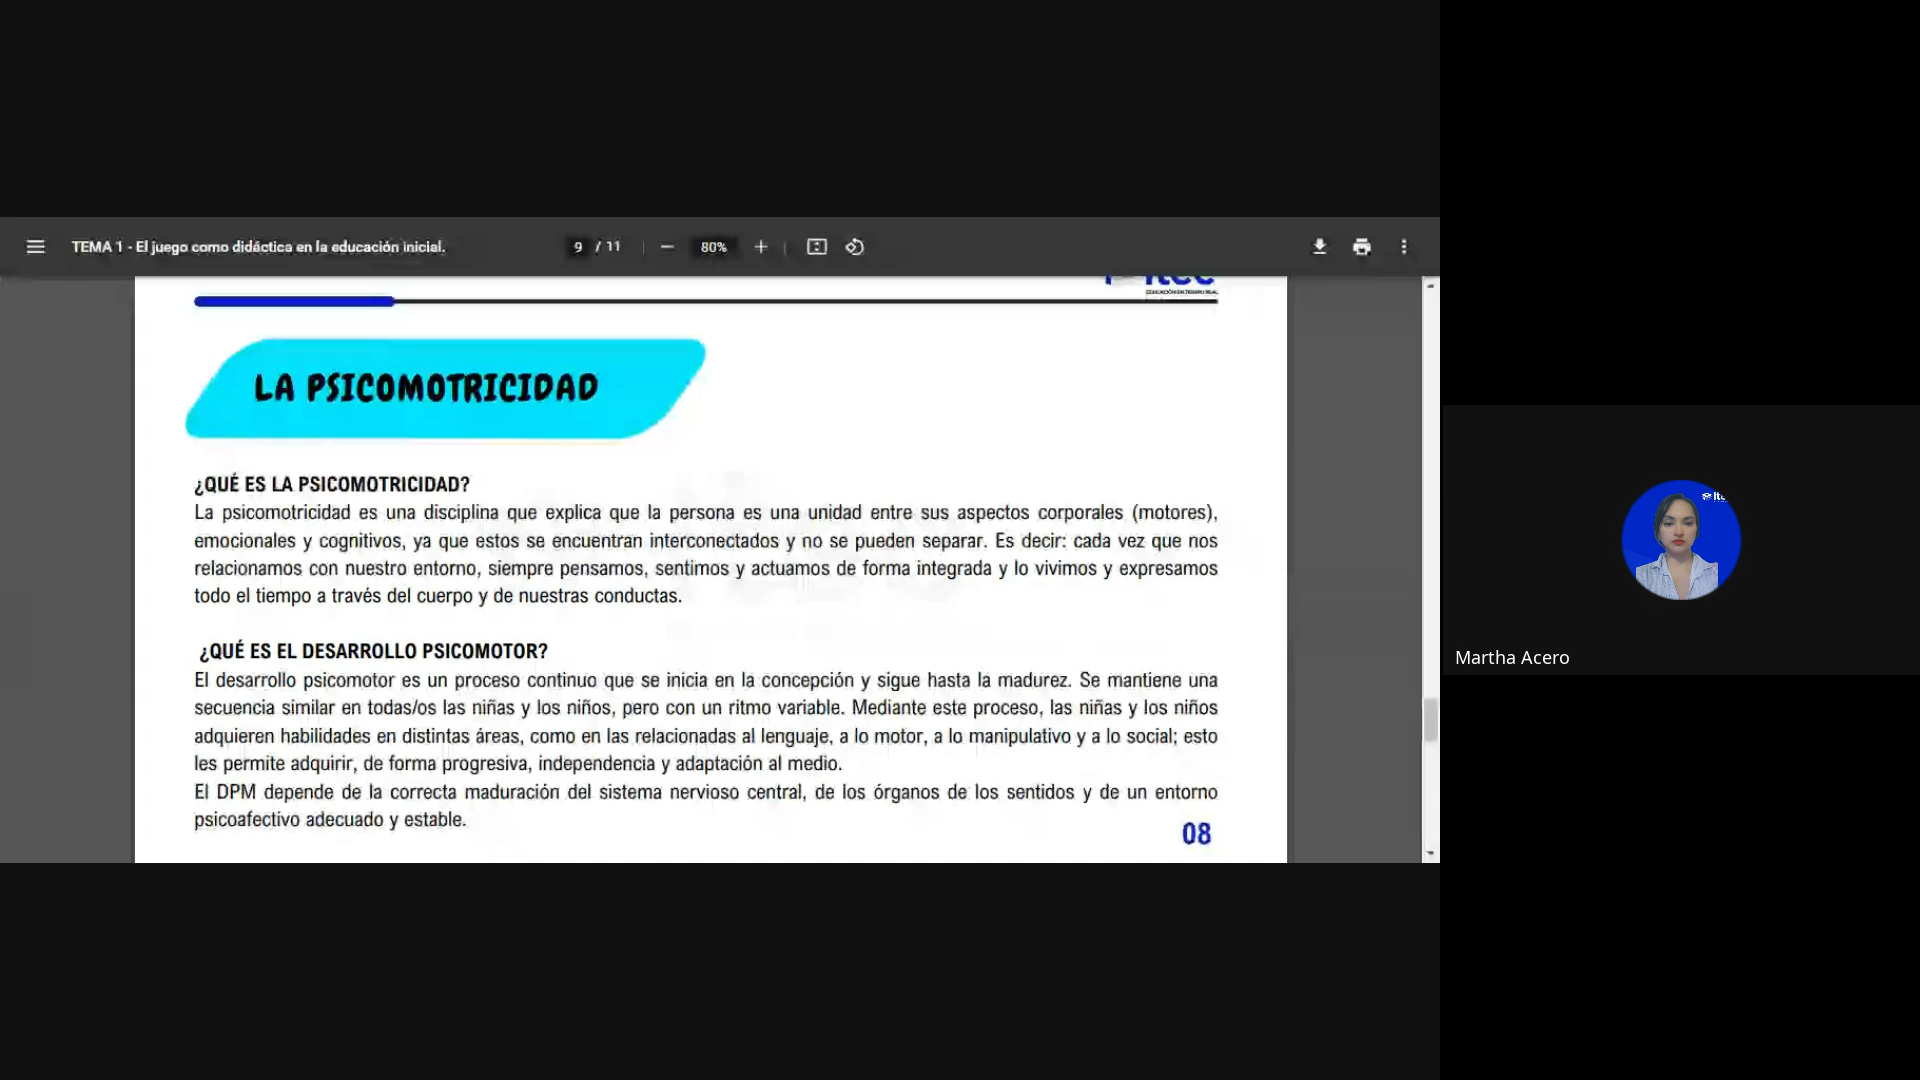 TEMA 1 - El juego como didáctica en la educación inicial.
9 / 11
80%
itec
EDUCACIÓN EN TIEMPO REAL
LA PSICOMOTRICIDAD
¿QUÉ ES LA PSICOMOTRICIDAD?
La psicomotricidad es una disciplina que explica que la persona es una unidad entre sus aspectos corporales (motores),
emocionales y cognitivos, ya que estos se encuentran interconectados y no se pueden separar. Es decir: cada vez que nos
relacionamos con nuestro entorno, siempre pensamos, sentimos y actuamos de forma integrada y lo vivimos y expresamos
todo el tiempo a través del cuerpo y de nuestras conductas.
¿QUÉ ES EL DESARROLLO PSICOMOTOR?
El desarrollo psicomotor es un proceso continuo que se inicia en la concepción y sigue hasta la madurez. Se mantiene una
secuencia similar en todas/os las niñas y los niños, pero con un ritmo variable. Mediante este proceso, las niñas y los niños
adquieren habilidades en distintas áreas, como en las relacionadas al lenguaje, a lo motor, a lo manipulativo y a lo social; esto
les permite adquirir, de forma progresiva, independencia y adaptación al medio.
El DPM depende de la correcta maduración del sistema nervioso central, de los órganos de los sentidos y de un entorno
psicoafectivo adecuado y estable.
08
Martha Acero